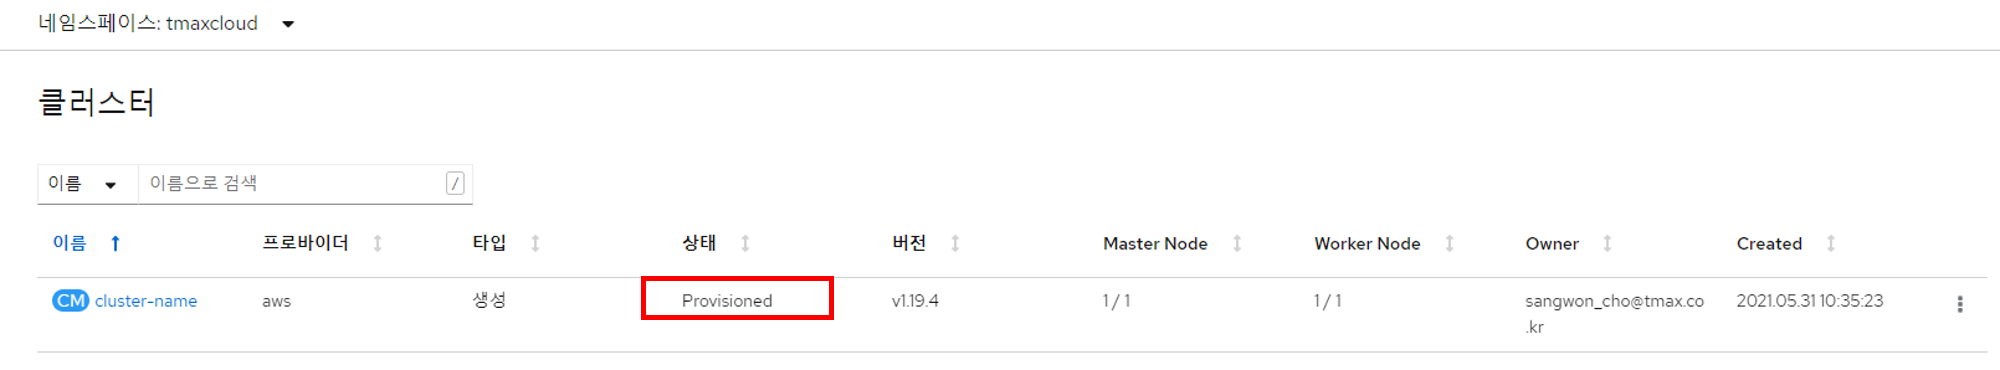 네임스페이스: tmaxcloud
클러스터
이름 이름으로 검색 /
이름 프로바이더 타입 상태 버전 Master Node Worker Node Owner Created
CM cluster-name aws 생성 Provisioned v1.19.4 1 / 1 1 / 1 sangwon_cho@tmax.co 2021.05.31 10:35:23
.kr